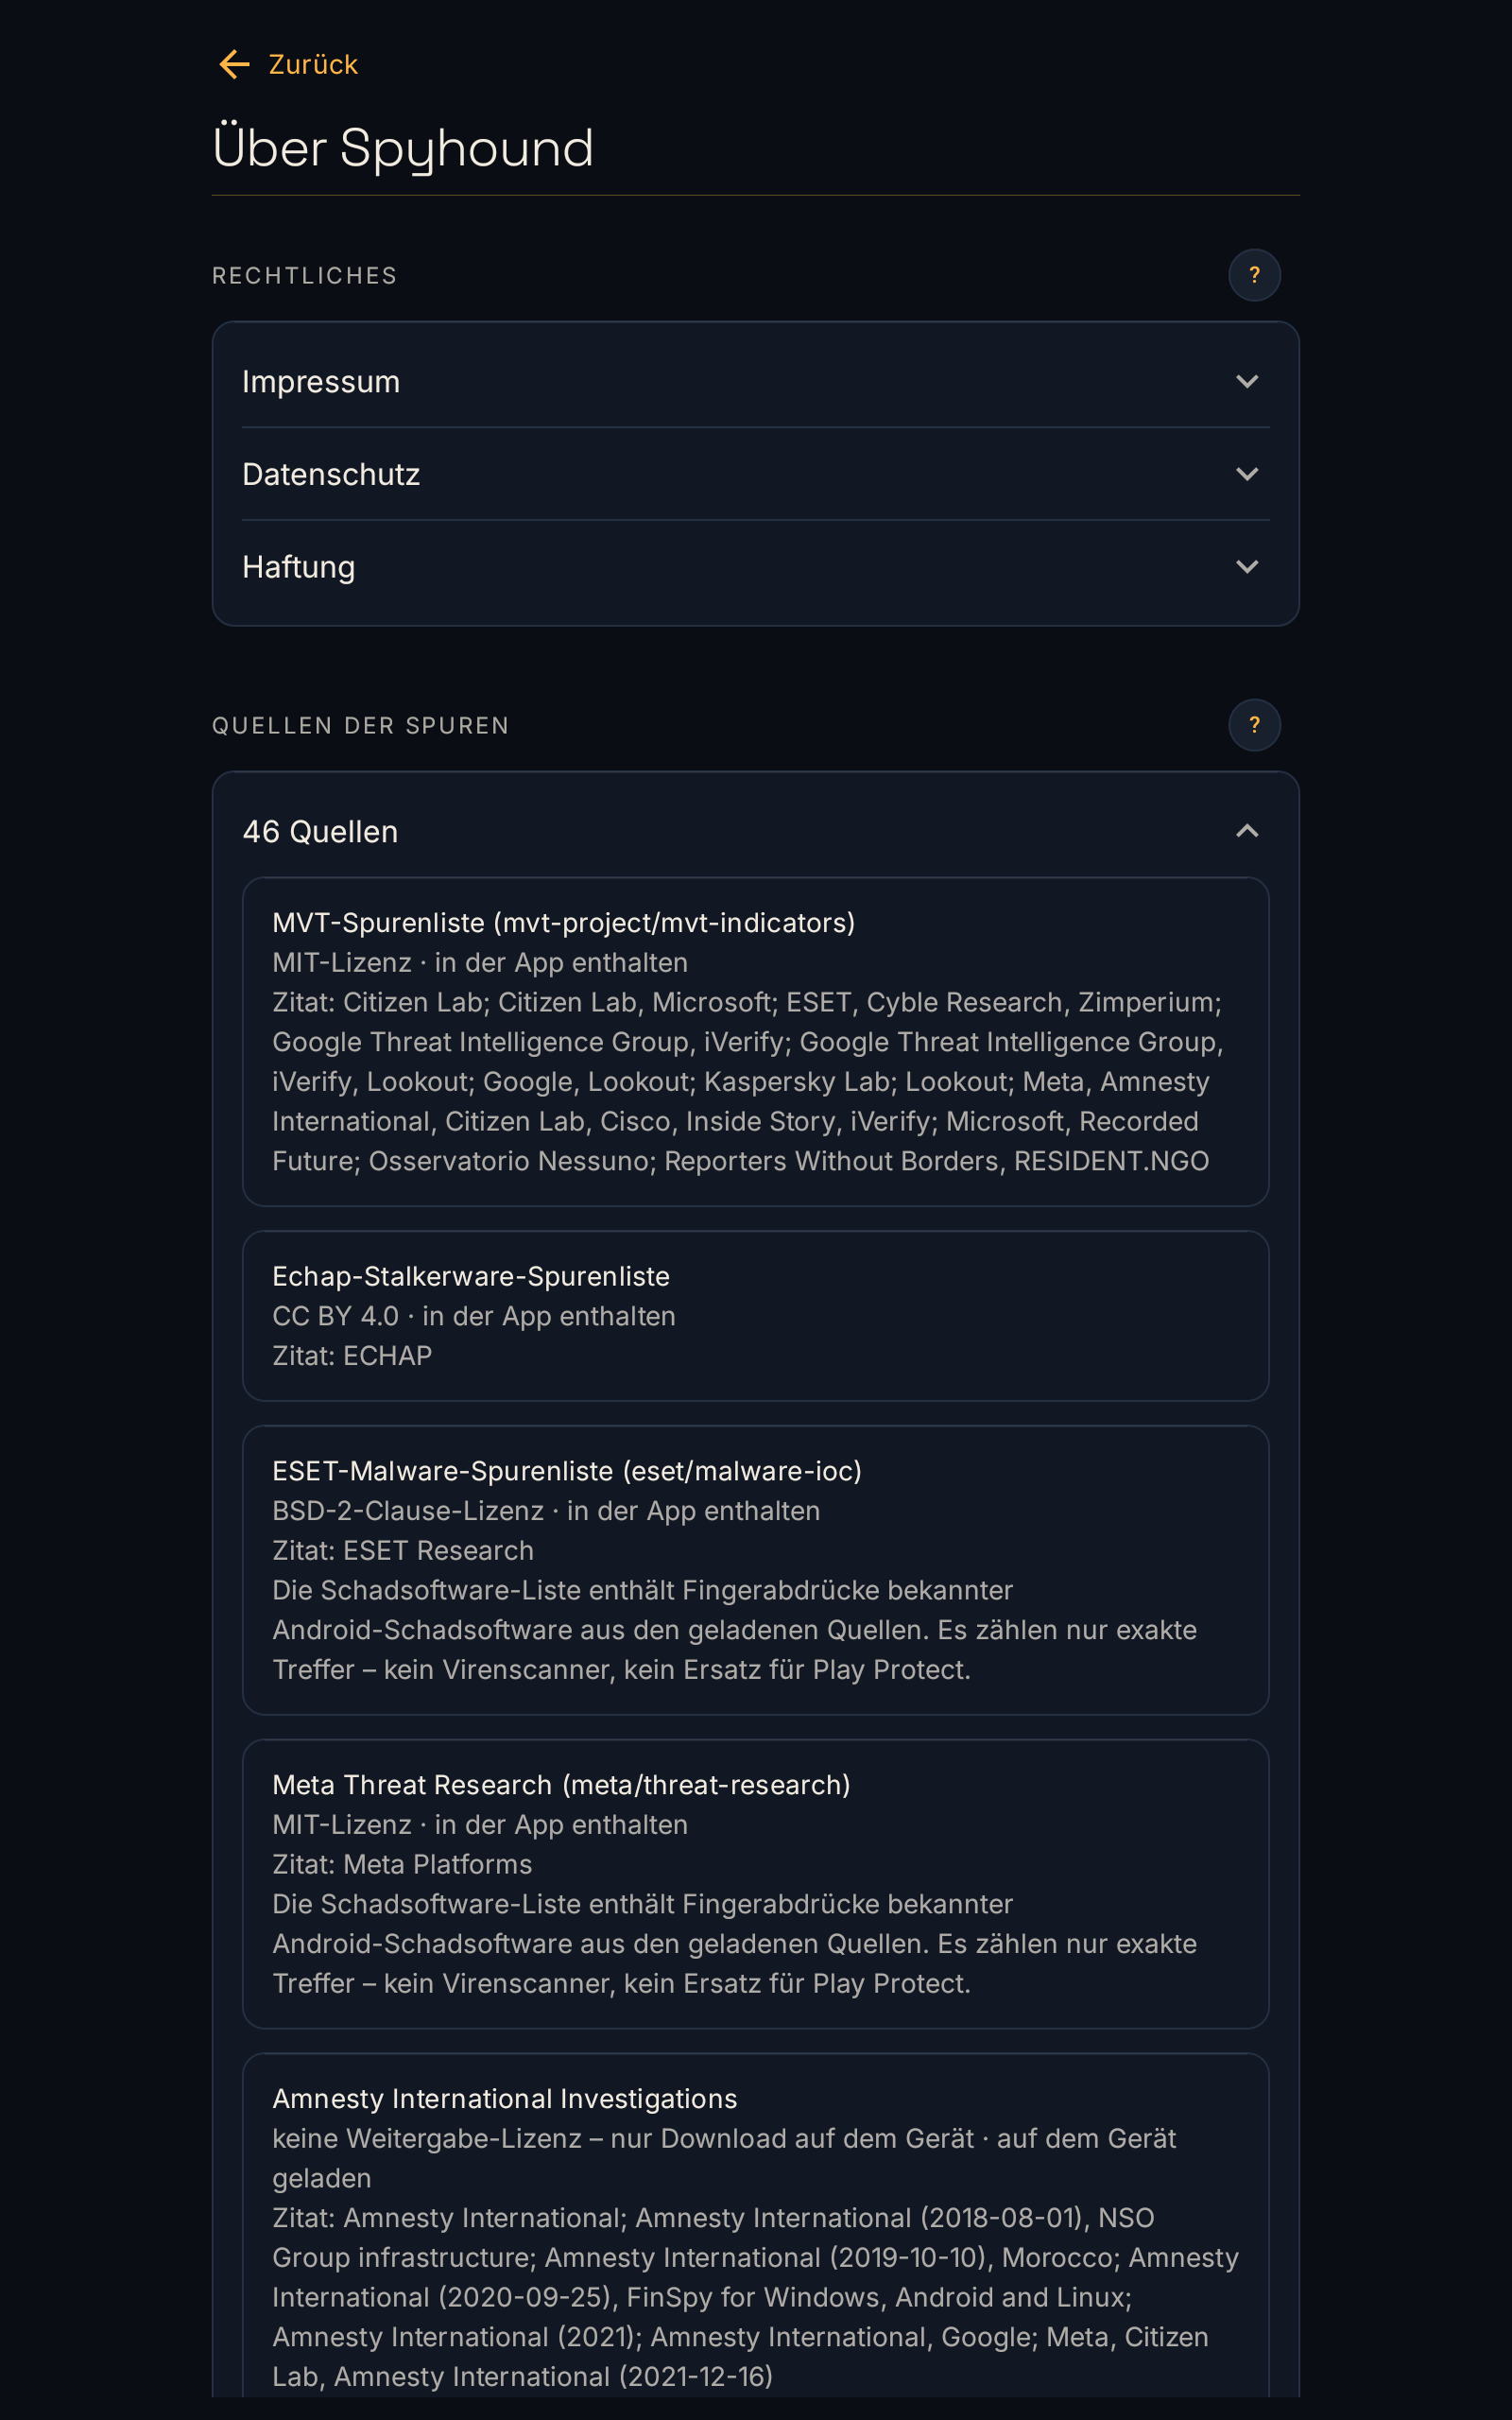 Zurück
Über Spyhound
RECHTLICHES
?
Impressum
Datenschutz
Haftung
QUELLEN DER SPUREN
?
46 Quellen
MVT-Spurenliste (mvt-project/mvt-indicators)
MIT-Lizenz · in der App enthalten
Zitat: Citizen Lab; Citizen Lab, Microsoft; ESET, Cyble Research, Zimperium;
Google Threat Intelligence Group, iVerify; Google Threat Intelligence Group,
iVerify, Lookout; Google, Lookout; Kaspersky Lab; Lookout; Meta, Amnesty
International, Citizen Lab, Cisco, Inside Story, iVerify; Microsoft, Recorded
Future; Osservatorio Nessuno; Reporters Without Borders, RESIDENT.NGO
Echap-Stalkerware-Spurenliste
CC BY 4.0 · in der App enthalten
Zitat: ECHAP
ESET-Malware-Spurenliste (eset/malware-ioc)
BSD-2-Clause-Lizenz · in der App enthalten
Zitat: ESET Research
Die Schadsoftware-Liste enthält Fingerabdrücke bekannter
Android-Schadsoftware aus den geladenen Quellen. Es zählen nur exakte
Treffer – kein Virenscanner, kein Ersatz für Play Protect.
Meta Threat Research (meta/threat-research)
MIT-Lizenz · in der App enthalten
Zitat: Meta Platforms
Die Schadsoftware-Liste enthält Fingerabdrücke bekannter
Android-Schadsoftware aus den geladenen Quellen. Es zählen nur exakte
Treffer – kein Virenscanner, kein Ersatz für Play Protect.
Amnesty International Investigations
keine Weitergabe-Lizenz – nur Download auf dem Gerät · auf dem Gerät
geladen
Zitat: Amnesty International; Amnesty International (2018-08-01), NSO
Group infrastructure; Amnesty International (2019-10-10), Morocco; Amnesty
International (2020-09-25), FinSpy for Windows, Android and Linux;
Amnesty International (2021); Amnesty International, Google; Meta, Citizen
Lab, Amnesty International (2021-12-16)